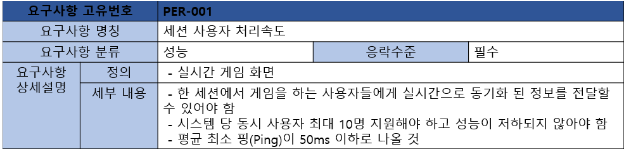 요구사항 고유번호 PER-001
요구사항 명칭 세션 사용자 처리속도
요구사항 분류 성능 응락수준 필수
요구사항 상세설명 정의 - 실시간 게임 화면
세부 내용 - 한 세션에서 게임을 하는 사용자들에게 실시간으로 동기화 된 정보를 전달할
수 있어야 함
- 시스템 당 동시 사용자 최대 10명 지원해야 하고 성능이 저하되지 않아야 함
- 평균 최소 핑(Ping)이 50ms 이하로 나올 것